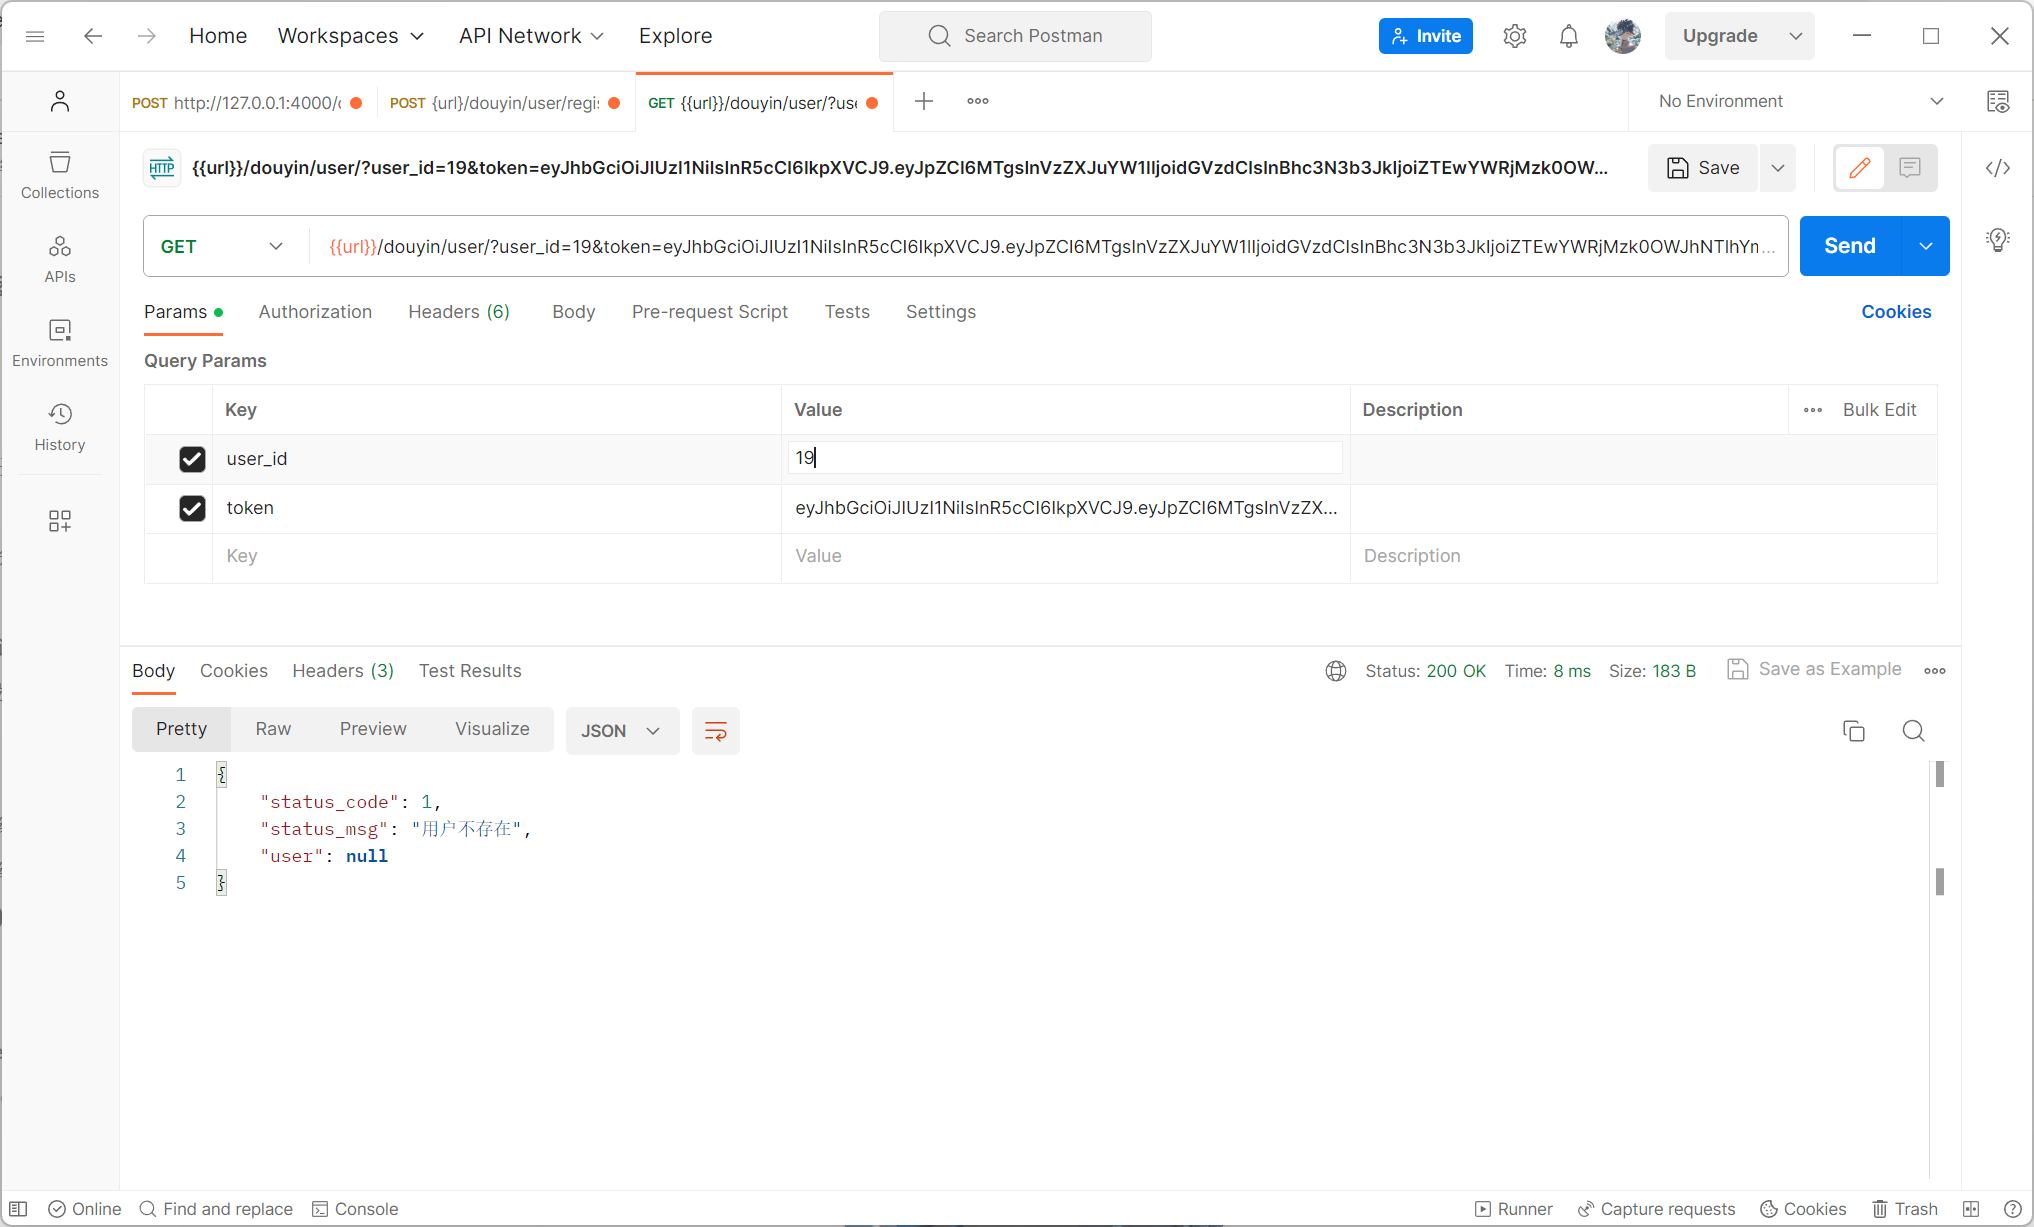 Home Workspaces API Network Explore Search Postman Invite Upgrade
POST http://127.0.0.1:4000/ POST {url}/douyin/user/regi GET {{url}}/douyin/user/?use No Environment
HTTP {{url}}/douyin/user/?user_id=19&token=eyJhbGciOiJIUzI1NiIsInR5cCI6IkpXVCJ9.eyJpZCI6MTgsInVzZXJuYW1lIjoidGVzdCIsInBhc3N3b3JkIjoiZTEwYWRjMzk0OW... Save
GET {{url}}/douyin/user/?user_id=19&token=eyJhbGciOiJIUzI1NiIsInR5cCI6IkpXVCJ9.eyJpZCI6MTgsInVzZXJuYW1lIjoidGVzdCIsInBhc3N3b3JkIjoiZTEwYWRjMzk0OWJhNTlhYm... Send
Collections
APIs
Environments
History
Params Authorization Headers (6) Body Pre-request Script Tests Settings Cookies
Query Params
Key Value Description Bulk Edit
user_id 19
token eyJhbGciOiJIUzI1NiIsInR5cCI6IkpXVCJ9.eyJpZCI6MTgsInVzZX...
Key Value Description
Body Cookies Headers (3) Test Results Status: 200 OK Time: 8 ms Size: 183 B Save as Example
Pretty Raw Preview Visualize JSON
1 {
2 "status_code": 1,
3 "status_msg": "用户不存在",
4 "user": null
5 }
Online Find and replace Console Runner Capture requests Cookies Trash